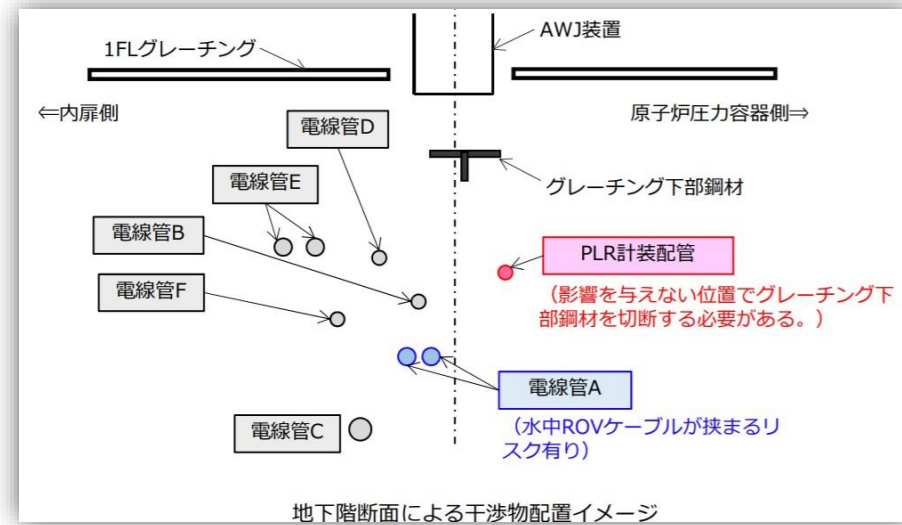 AWJ装置
1FLグレーチング
⇐内扉側
原子炉圧力容器側⇒
電線管D
電線管E
グレーチング下部鋼材
電線管B
PLR計装配管
電線管F
（影響を与えない位置でグレーチング下
部鋼材を切断する必要がある。）
電線管A
電線管C
（水中ROVケーブルが挟まるリ
スク有り）
地下階断面による干渉物配置イメージ